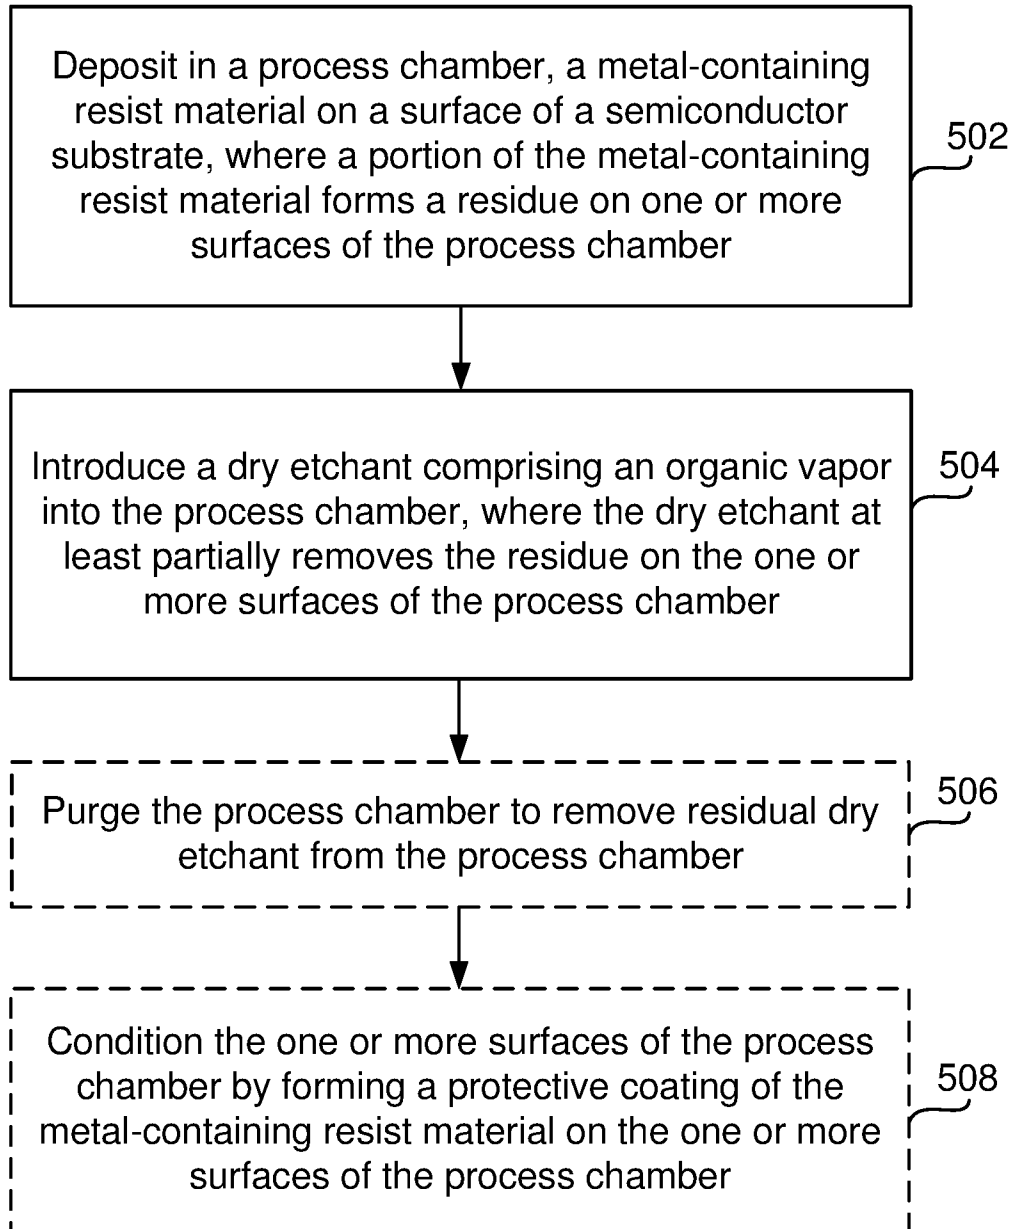 Deposit in a process chamber, a metal-containing
resist material on a surface of a semiconductor
substrate, where a portion of the metal-containing
resist material forms a residue on one or more
surfaces of the process chamber
502
Introduce a dry etchant comprising an organic vapor
into the process chamber, where the dry etchant at
least partially removes the residue on the one or
more surfaces of the process chamber
504
Purge the process chamber to remove residual dry
etchant from the process chamber
506
Condition the one or more surfaces of the process
chamber by forming a protective coating of the
metal-containing resist material on the one or more
surfaces of the process chamber
508